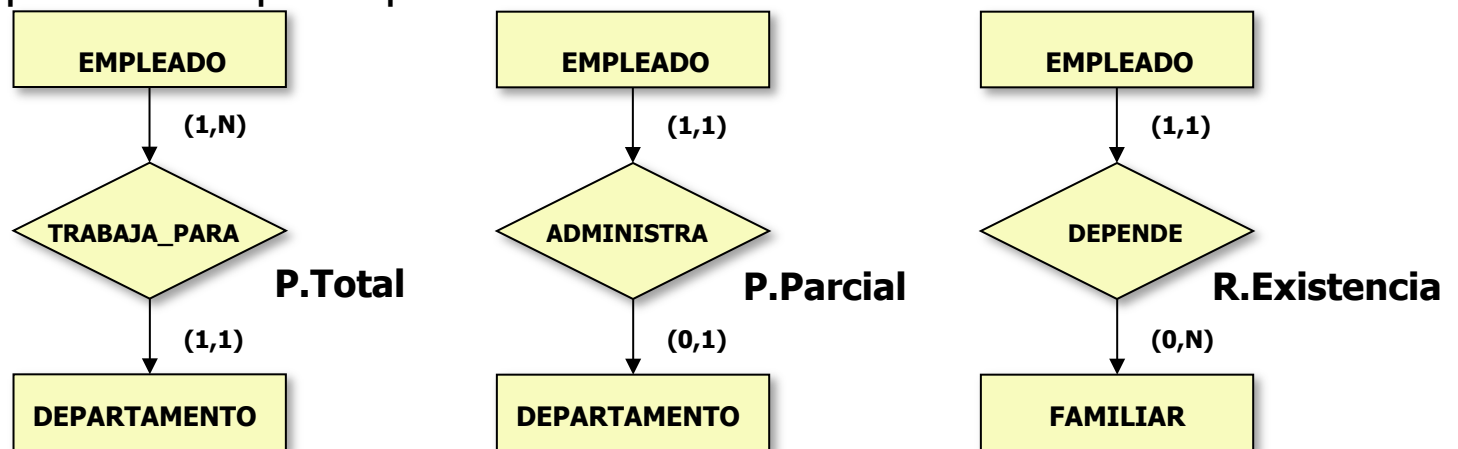 EMPLEADO EMPLEADO EMPLEADO
(1,N) (1,1) (1,1)
TRABAJA_PARA ADMINISTRA DEPENDE
P.Total P.Parcial R.Existencia
(1,1) (0,1) (0,N)
DEPARTAMENTO DEPARTAMENTO FAMILIAR